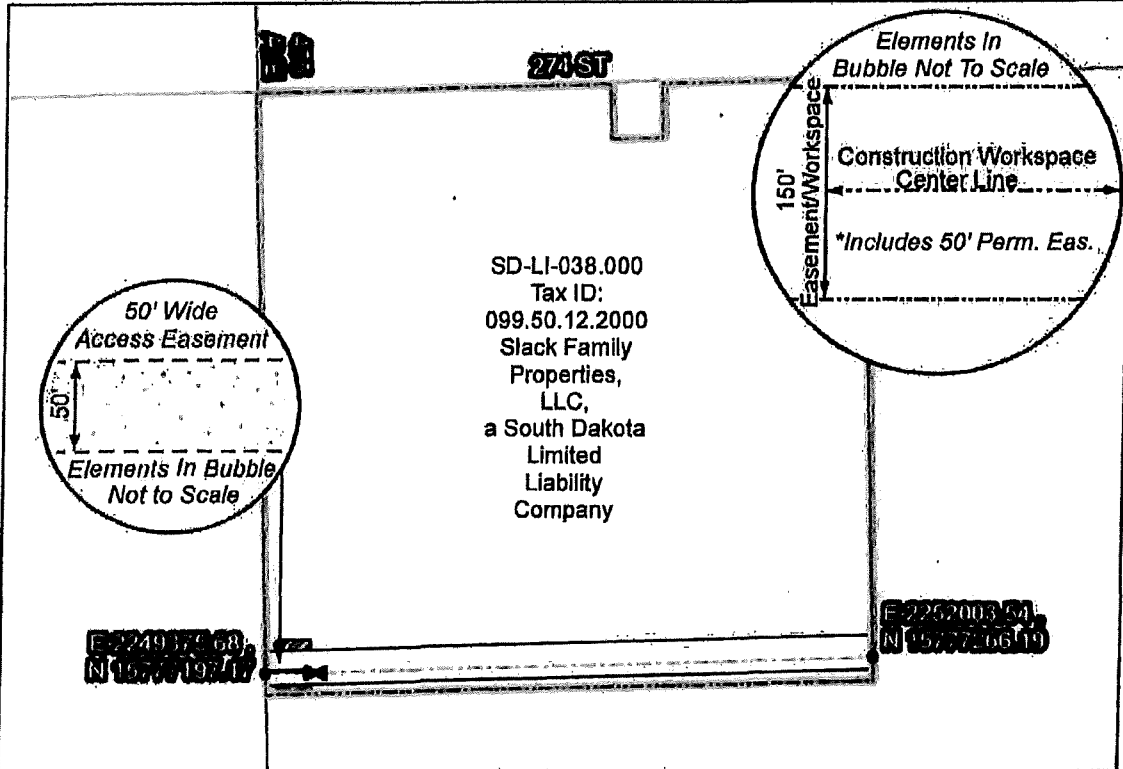 274 ST
Elements In
Bubble Not To Scale
Easement/Workspace
150'
Construction Workspace
Center Line
*Includes 50' Perm. Eas.
SD-LI-038.000
Tax ID:
099.50.12.2000
Slack Family
Properties,
LLC,
a South Dakota
Limited
Liability
Company
50' Wide
Access Easement
50'
Elements In Bubble
Not to Scale
E 2252003.54,